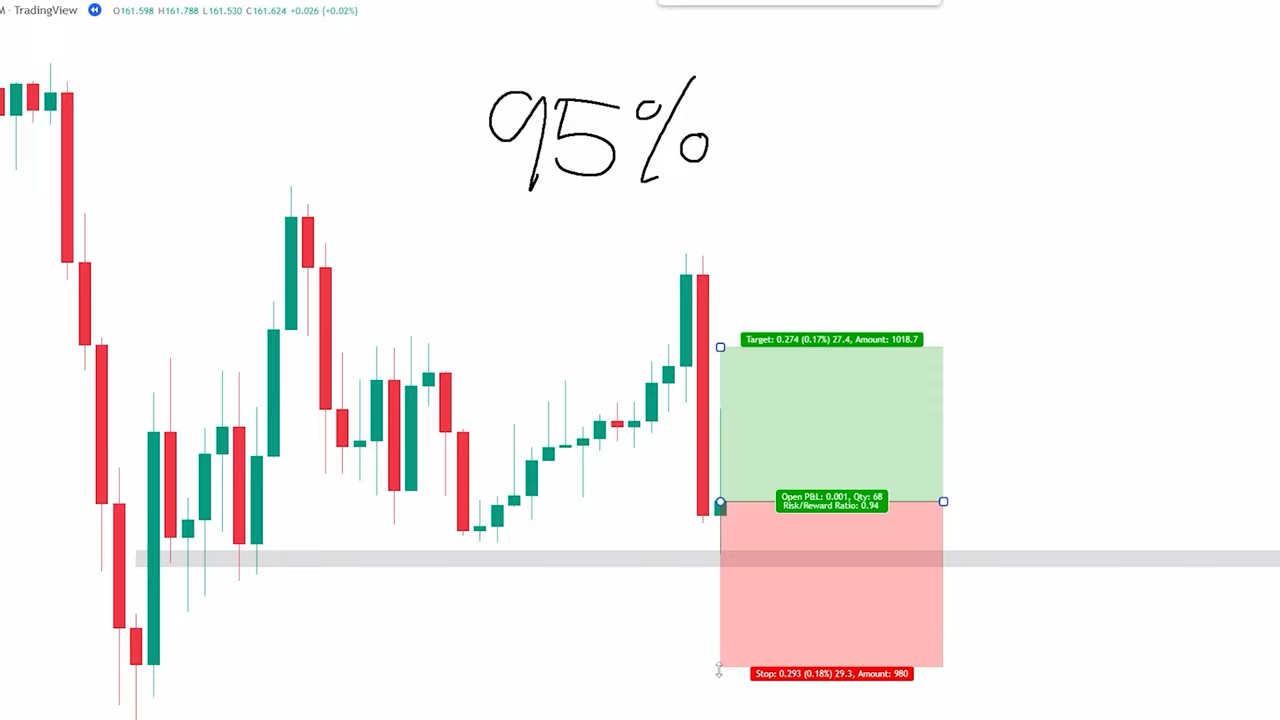 M · TradingView O161.598 H161.788 L161.530 C161.624 +0.026 (+0.02%)
95%
Target: 0.274 (0.17%) 27.4, Amount: 1018.7
Open P&L: 0.001, Qty: 68
Risk/Reward Ratio: 0.94
Stop: 0.293 (0.18%) 29.3, Amount: 980